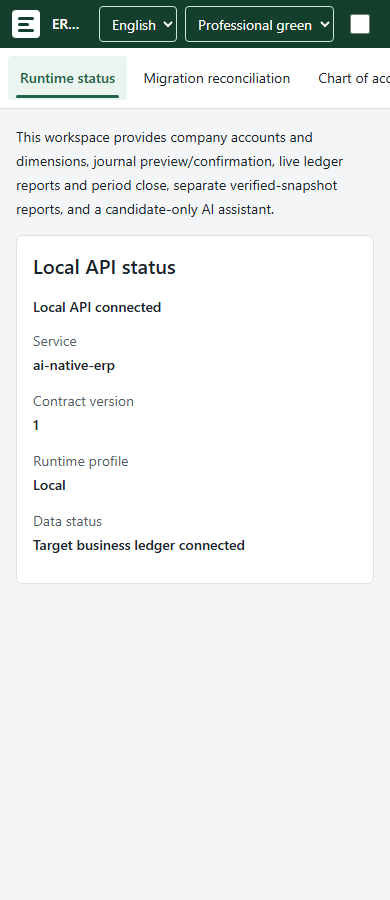 ER...
English
Professional green
Runtime status
Migration reconciliation
Chart of acc
This workspace provides company accounts and
dimensions, journal preview/confirmation, live ledger
reports and period close, separate verified-snapshot
reports, and a candidate-only AI assistant.
Local API status
Local API connected
Service
ai-native-erp
Contract version
1
Runtime profile
Local
Data status
Target business ledger connected